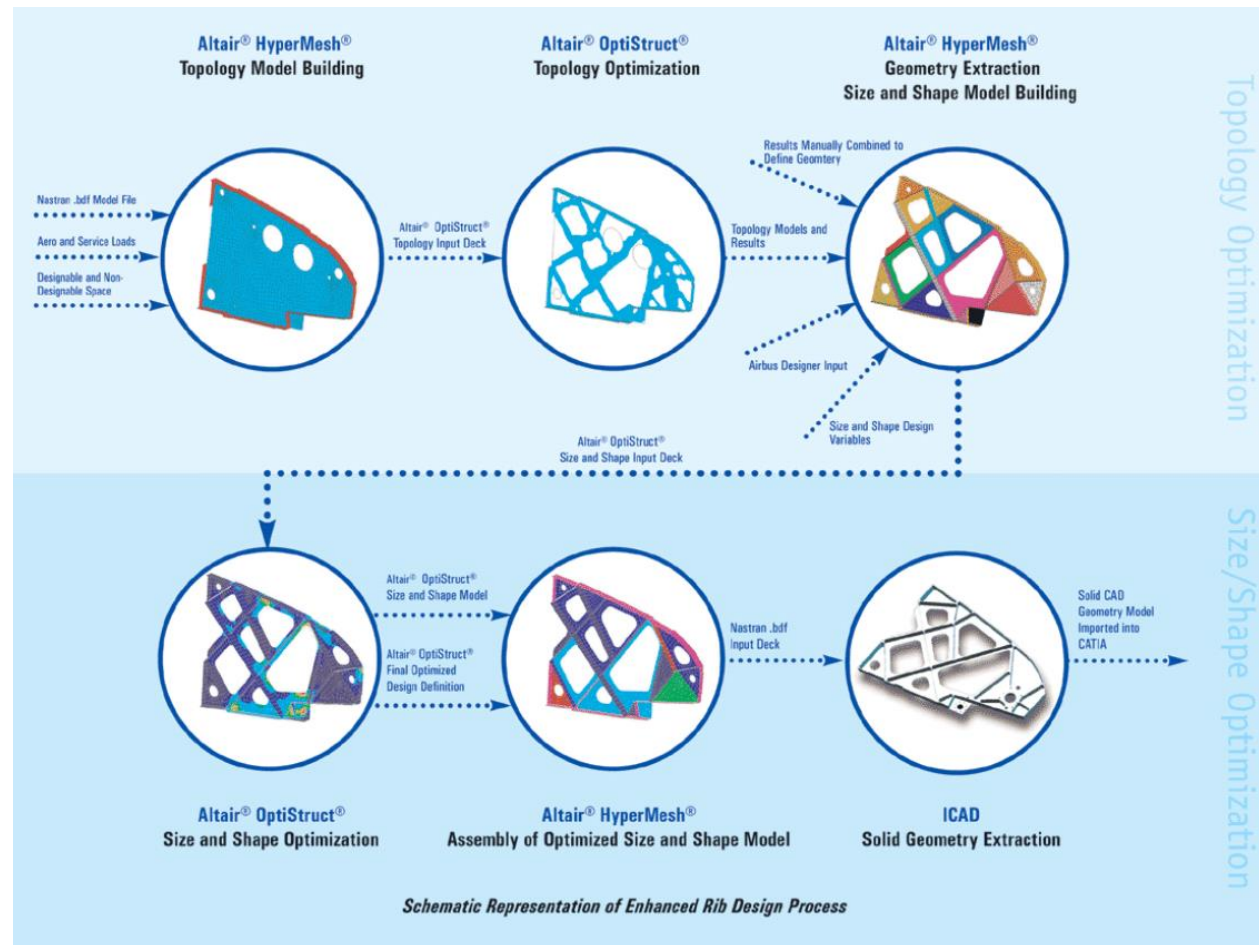 Altair® HyperMesh®
Topology Model Building
Altair® OptiStruct®
Topology Optimization
Altair® HyperMesh®
Geometry Extraction
Size and Shape Model Building
Topology Optimization
Nastran .bdf Model File
Aero and Service Loads
Designable and Non-
Designable Space
Altair® OptiStruct®
Topology Input Deck
Results Manually Combined to
Define Geomtery
Topology Models and
Results
Airbus Designer Input
Size and Shape Design
Variables
Altair® OptiStruct®
Size and Shape Input Deck
Size/Shape Optimization
Altair® OptiStruct®
Size and Shape Model
Altair® OptiStruct®
Final Optimized
Design Definition
Nastran .bdf
Input Deck
Solid CAD
Geometry Model
Imported into
CATIA
Altair® OptiStruct®
Size and Shape Optimization
Altair® HyperMesh®
Assembly of Optimized Size and Shape Model
ICAD
Solid Geometry Extraction
Schematic Representation of Enhanced Rib Design Process